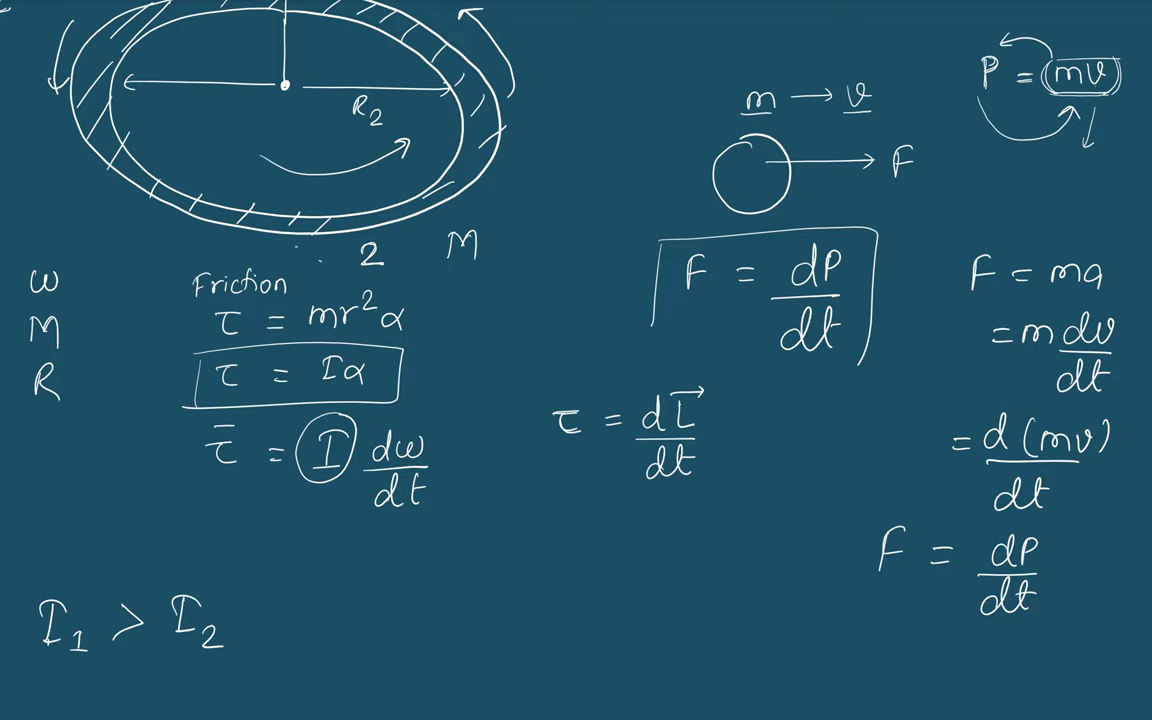 R₂
2
M
ω
M
R
Friction
τ = mr²α
τ = Iα
τ̄ = I dω/dt
I₁ > I₂
m → v
F
F = dP/dt
τ = dL⃗/dt
P = mv
F = ma
= m dv/dt
= d(mv)/dt
F = dP/dt